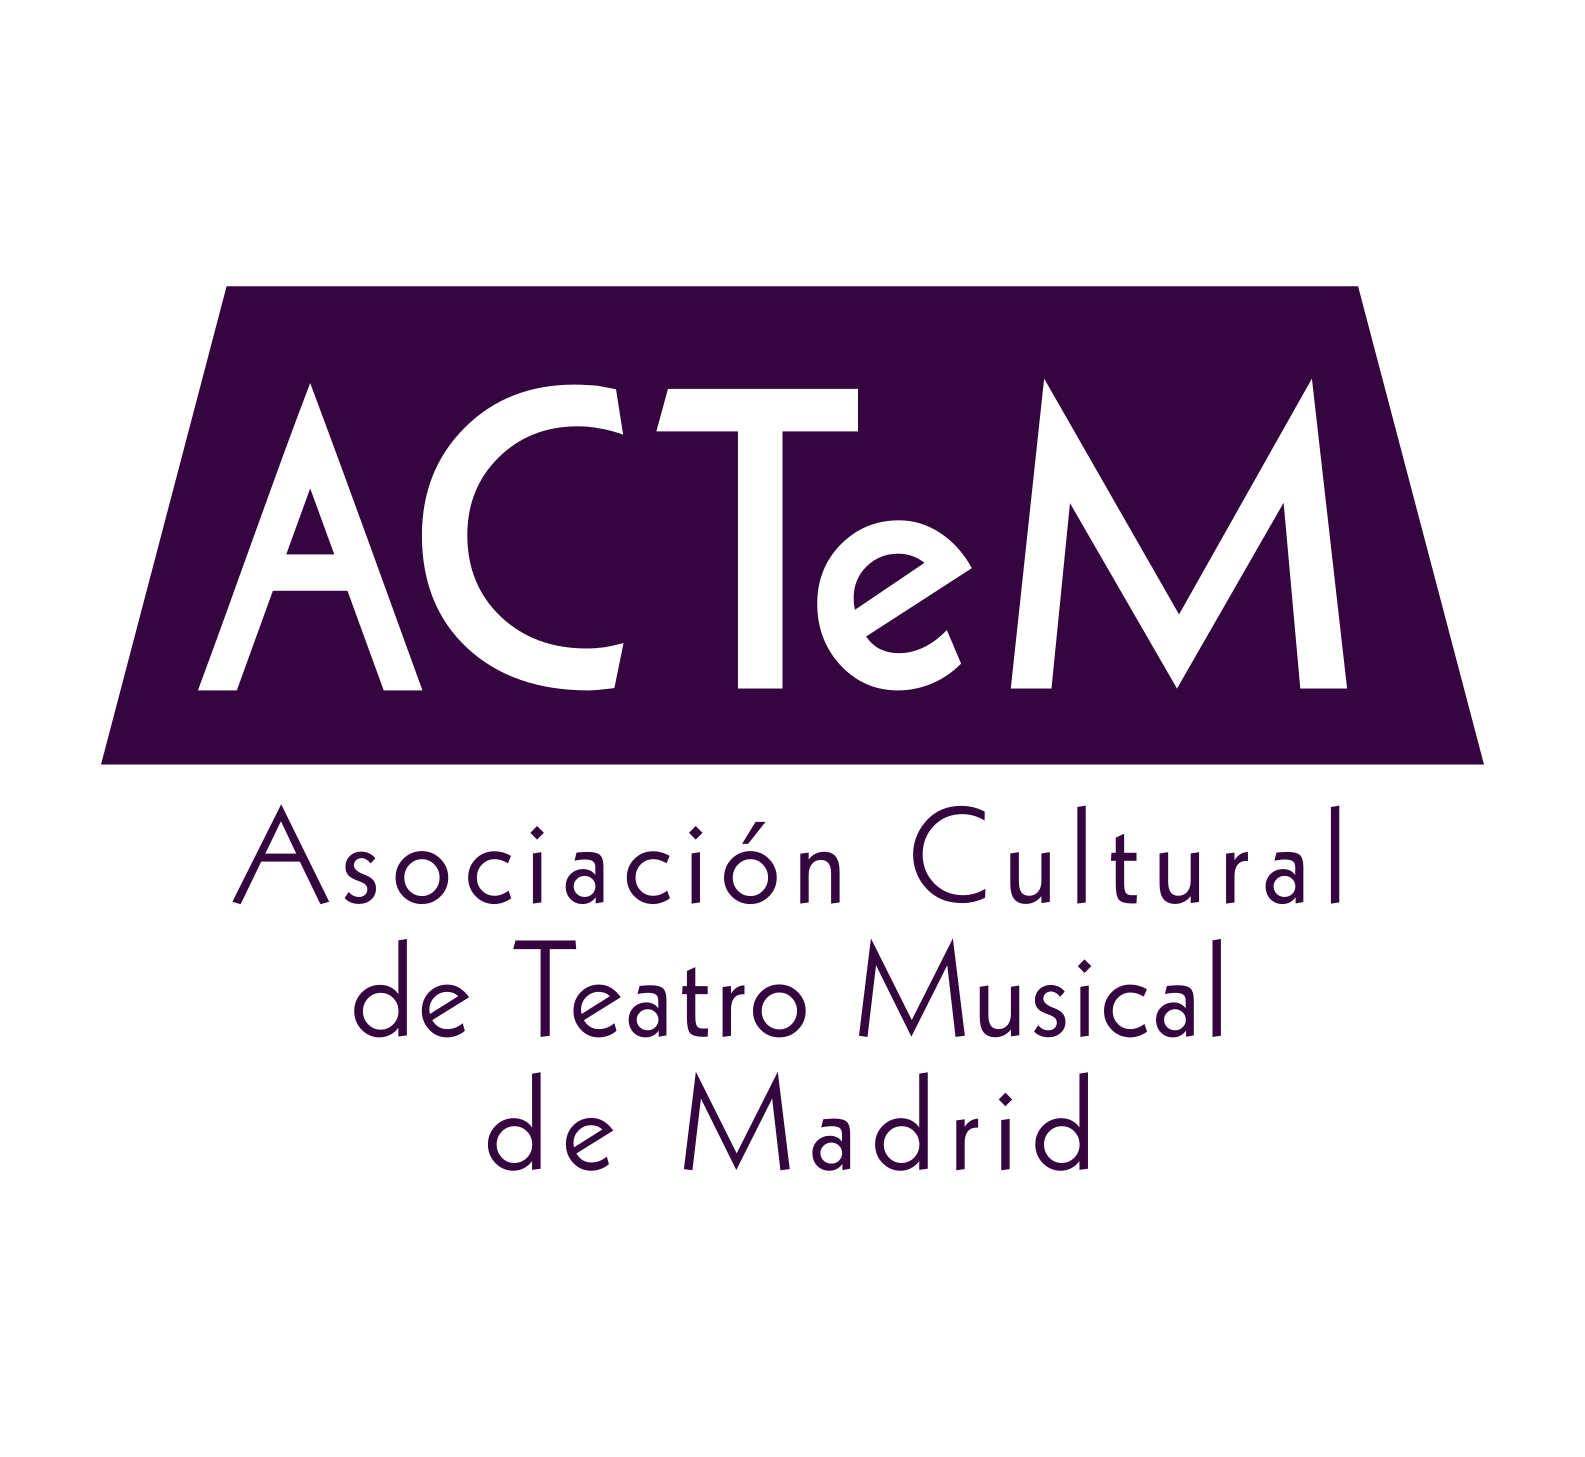 ACTeM
Asociación Cultural
de Teatro Musical
de Madrid